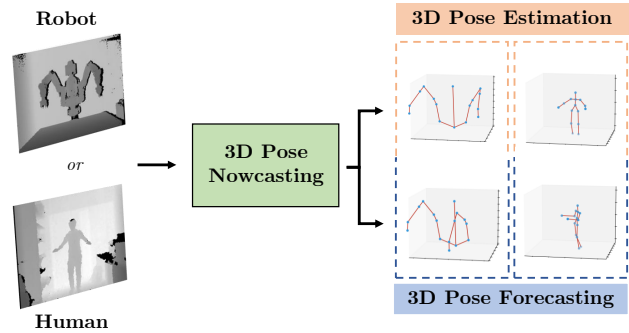 Robot
or
Human
3D Pose
Nowcasting
3D Pose Estimation
3D Pose Forecasting